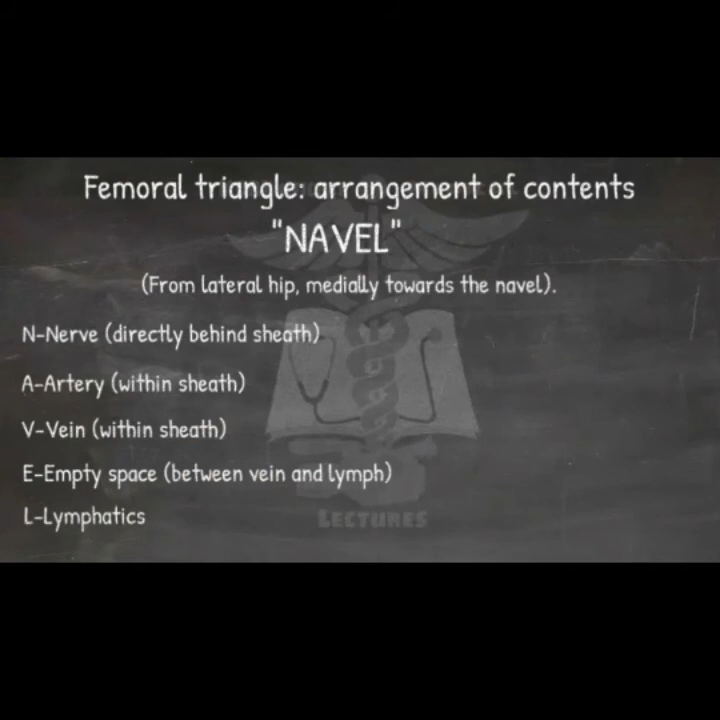 Femoral triangle: arrangement of contents
"NAVEL"
(From lateral hip, medially towards the navel).
N-Nerve (directly behind sheath)
A-Artery (within sheath)
V-Vein (within sheath)
E-Empty space (between vein and lymph)
L-Lymphatics
LECTURES